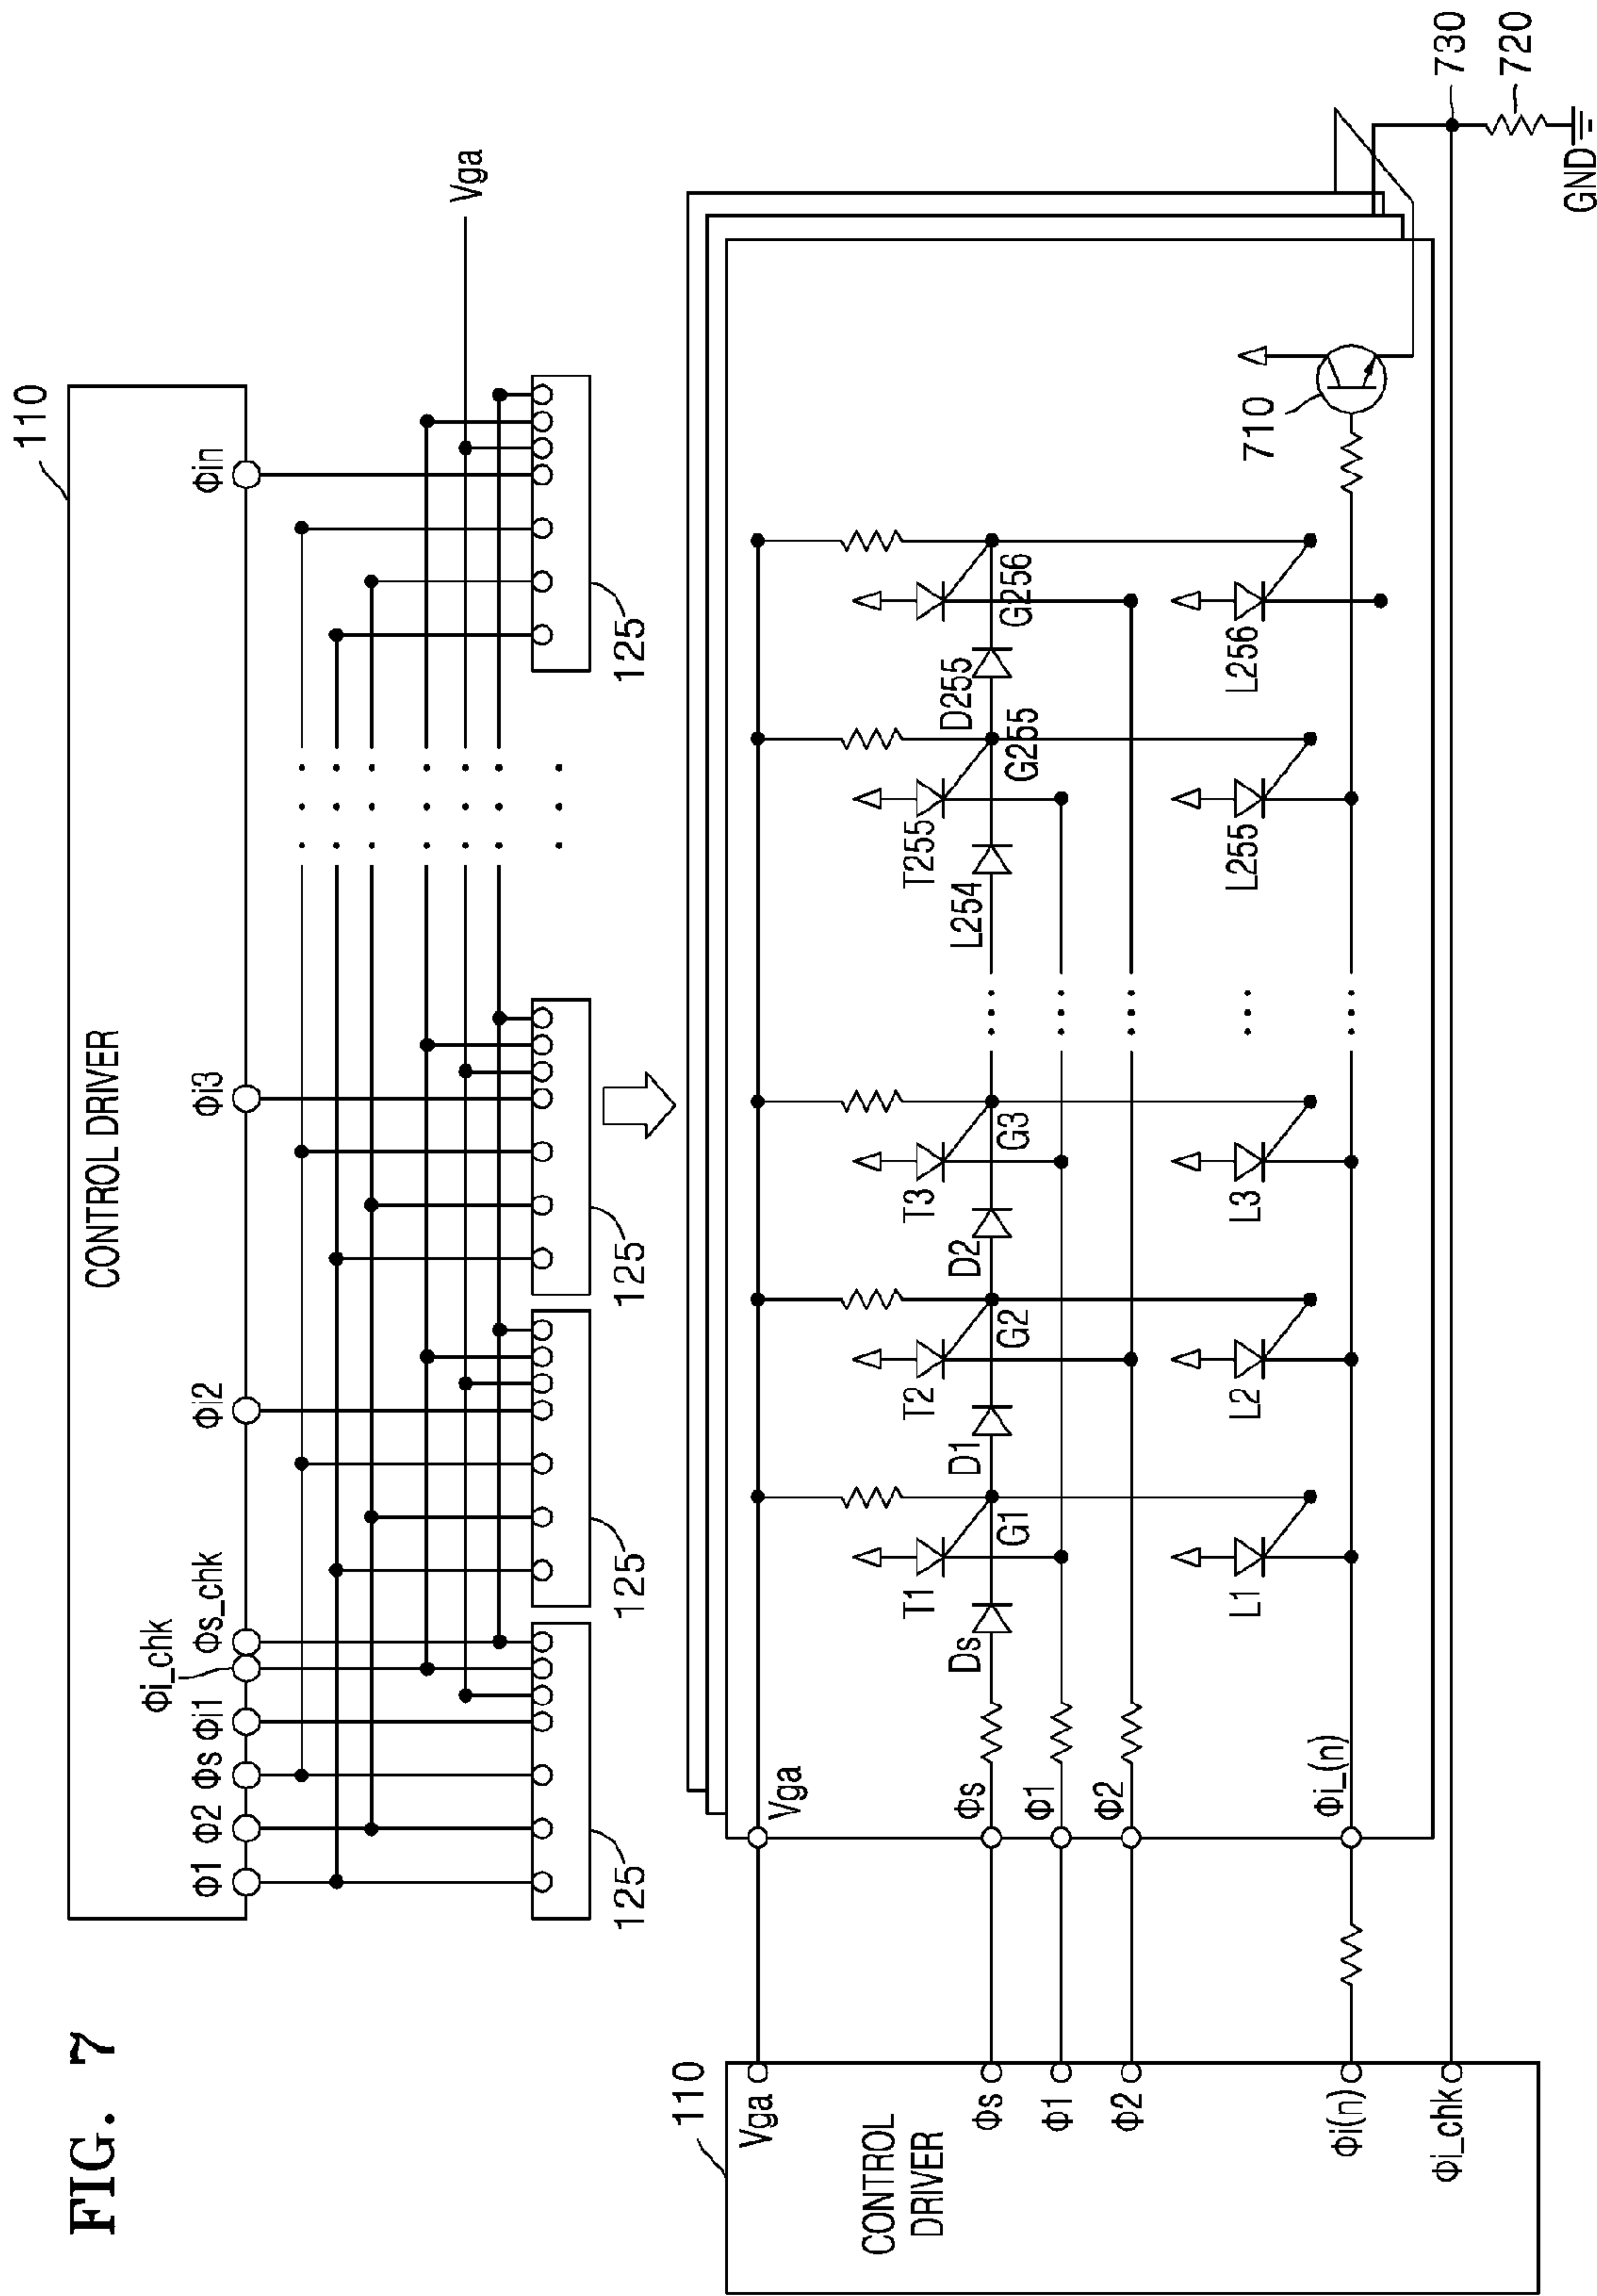 FIG. 7
110
CONTROL DRIVER
Φ1
Φ2
Φs
Φi1
Φi_chk
Φs_chk
Φi2
Φi3
Φin
Vga
125
125
125
125
110
CONTROL
DRIVER
Vga
Φs
Φ1
Φ2
Φi(n)
Φi_chk
Vga
Φs
Φ1
Φ2
Φi_(n)
T1
T2
T3
T255
Ds
D1
D2
L254
D255
G1
G2
G3
G255
G256
L1
L2
L3
L255
L256
710
730
720
GND